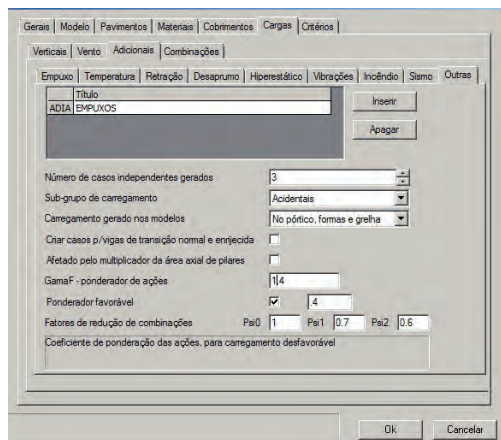 Gerais Modelo Pavimentos Materiais Cobrimentos Cargas Critérios
Verticais Vento Adicionais Combinações
Empuxo Temperatura Retração Desaprumo Hiperestático Vibrações Incêndio Sismo Outras
Título
ADIA EMPUXOS
Inserir
Apagar
Número de casos independentes gerados 3
Sub-grupo de carregamento Acidentais
Carregamento gerado nos modelos No pórtico, formas e grelha
Criar casos p/vigas de transição normal e enrijecida
Afetado pelo multiplicador da área axial de pilares
GamaF - ponderador de ações 1.4
Ponderador favorável .4
Fatores de redução de combinações Psi0 1 Psi1 0.7 Psi2 0.6
Coeficiente de ponderação das ações, para carregamento desfavorável
Ok Cancelar